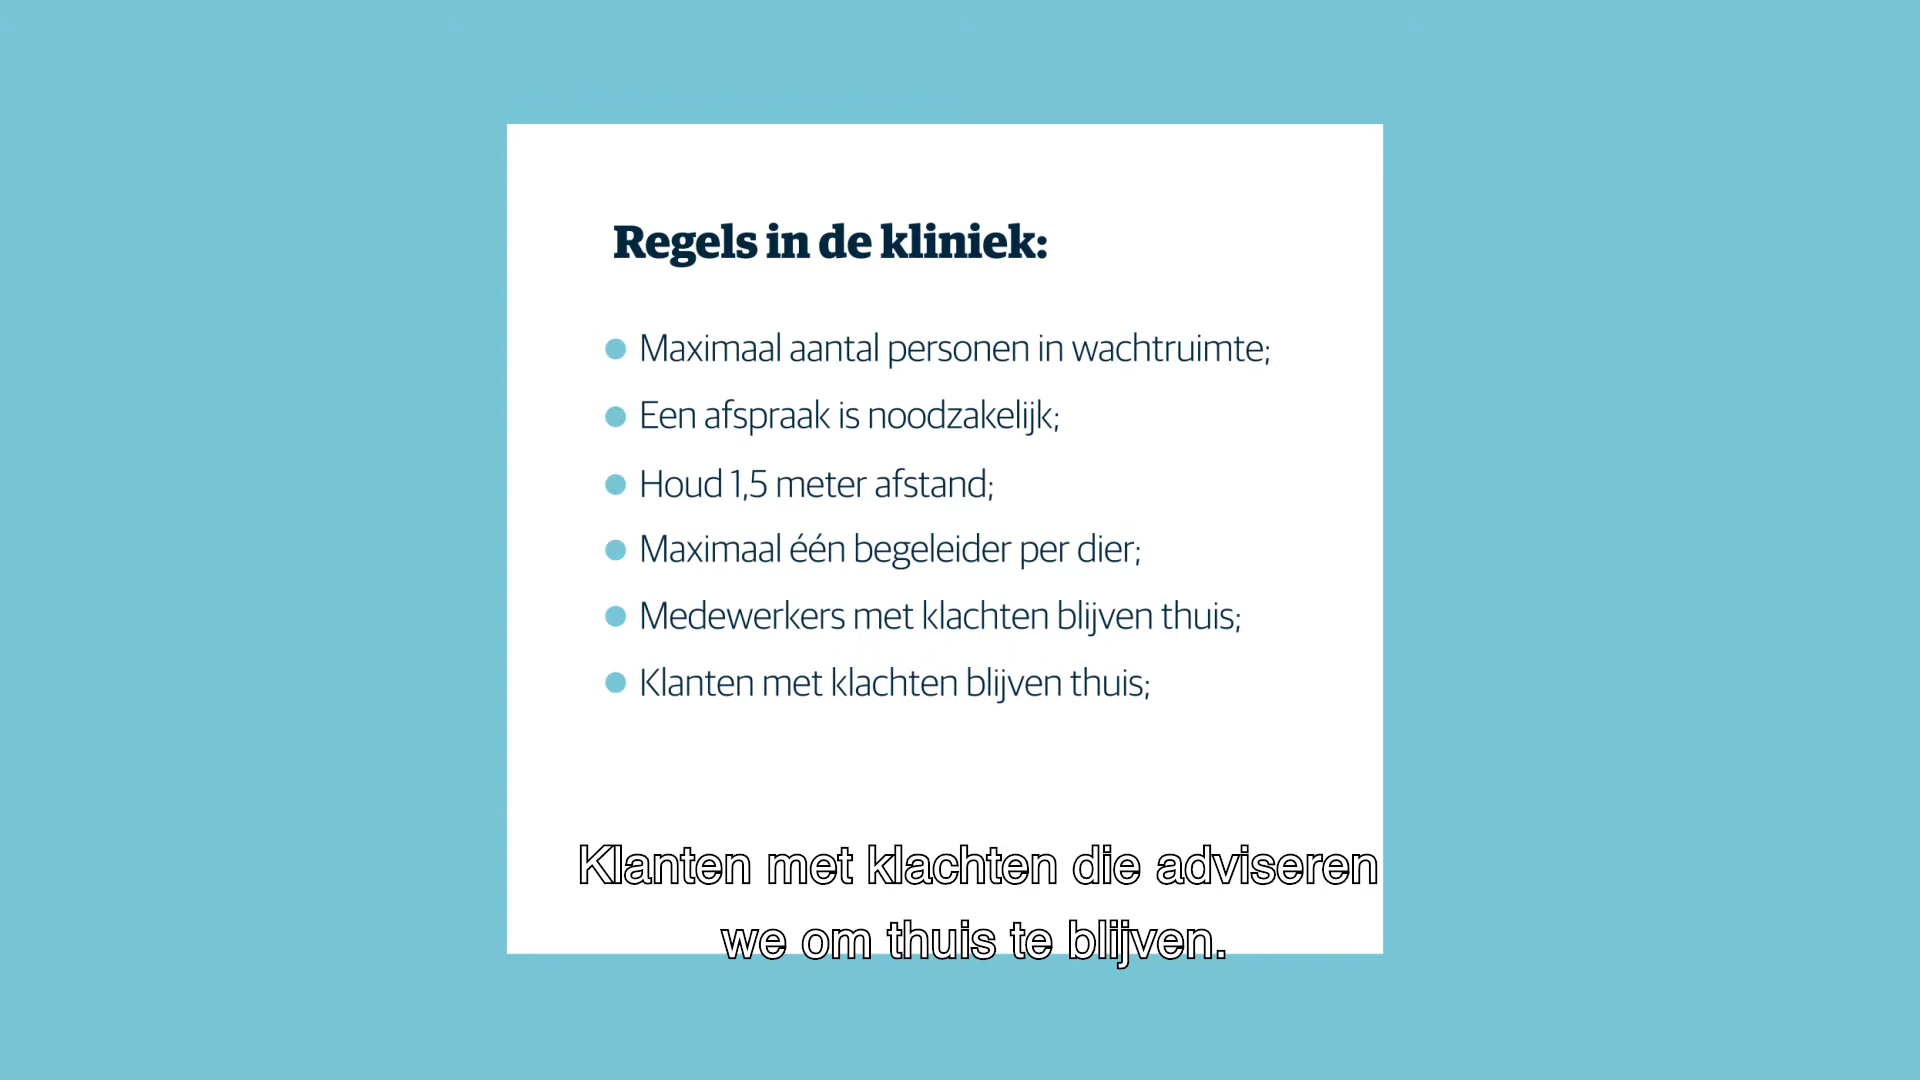 Regels in de kliniek:
Maximaal aantal personen in wachtruimte;
Een afspraak is noodzakelijk;
Houd 1,5 meter afstand;
Maximaal één begeleider per dier;
Medewerkers met klachten blijven thuis;
Klanten met klachten blijven thuis;
Klanten met klachten die adviseren
we om thuis te blijven.